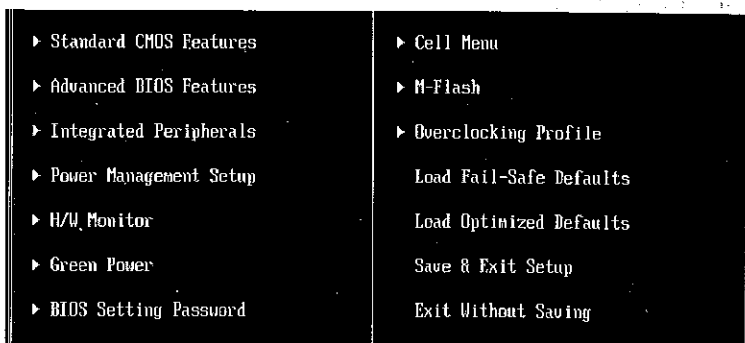 Standard CMOS Features
Advanced BIOS Features
Integrated Peripherals
Power Management Setup
H/W Monitor
Green Power
BIOS Setting Password
Cell Menu
M-Flash
Overclocking Profile
Load Fail-Safe Defaults
Load Optimized Defaults
Save & Exit Setup
Exit Without Saving